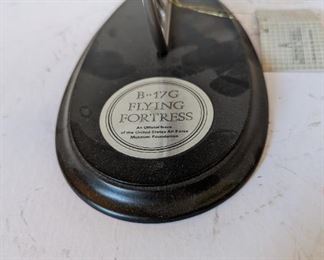 B-17G
FLYING
FORTRESS
An Official Issue
of the United States Air Force
Museum Foundation